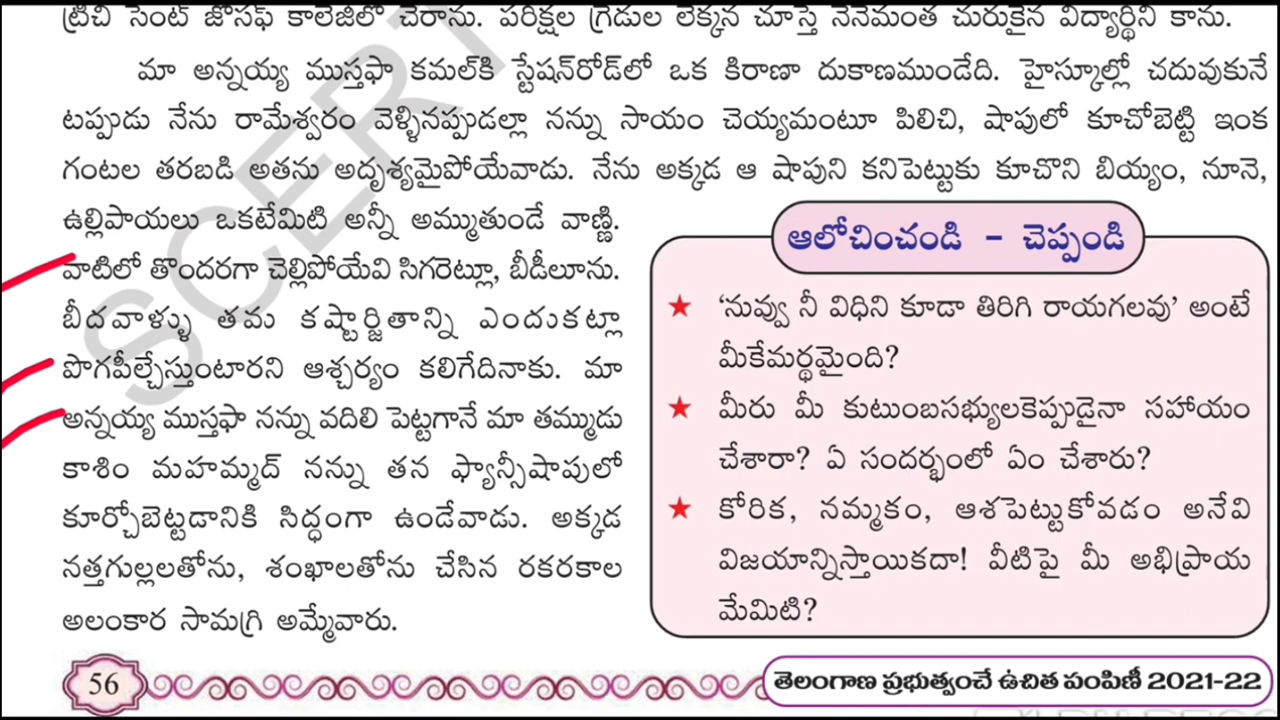 ట్రిచి సెంట్ జోసఫ్ కాలేజిలో చేరాను. పరీక్షల గ్రేడుల లెక్కన చూస్తే నేనేమంత చురుకైన విద్యార్థిని కాను.
మా అన్నయ్య ముస్తఫా కమల్‌కి స్టేషన్‌రోడ్‌లో ఒక కిరాణా దుకాణముండేది. హైస్కూల్లో చదువుకునే
టప్పుడు నేను రామేశ్వరం వెళ్ళినప్పుడల్లా నన్ను సాయం చెయ్యమంటూ పిలిచి, షాపులో కూచోబెట్టి ఇంక
గంటల తరబడి అతను అదృశ్యమైపోయేవాడు. నేను అక్కడ ఆ షాపుని కనిపెట్టుకు కూచొని బియ్యం, నూనె,
ఉల్లిపాయలు ఒకటేమిటి అన్నీ అమ్ముతుండే వాణ్ణి.
వాటిలో తొందరగా చెల్లిపోయేవి సిగరెట్లూ, బీడీలూను.
బీదవాళ్ళు తమ కష్టార్జితాన్ని ఎందుకట్లా
పొగపీల్చేస్తుంటారని ఆశ్చర్యం కలిగేదినాకు. మా
అన్నయ్య ముస్తఫా నన్ను వదిలి పెట్టగానే మా తమ్ముడు
కాశిం మహమ్మద్ నన్ను తన ఫ్యాన్సీషాపులో
కూర్చోబెట్టడానికి సిద్ధంగా ఉండేవాడు. అక్కడ
నత్తగుల్లలతోను, శంఖాలతోను చేసిన రకరకాల
అలంకార సామగ్రి అమ్మేవారు.
ఆలోచించండి - చెప్పండి
★ ‘నువ్వు నీ విధిని కూడా తిరిగి రాయగలవు’ అంటే
మీకేమర్థమైంది?
★ మీరు మీ కుటుంబసభ్యులకెప్పుడైనా సహాయం
చేశారా? ఏ సందర్భంలో ఏం చేశారు?
★ కోరిక, నమ్మకం, ఆశపెట్టుకోవడం అనేవి
విజయాన్నిస్తాయికదా! వీటిపై మీ అభిప్రాయ
మేమిటి?
SCERT
56
తెలంగాణ ప్రభుత్వంచే ఉచిత పంపిణీ 2021-22